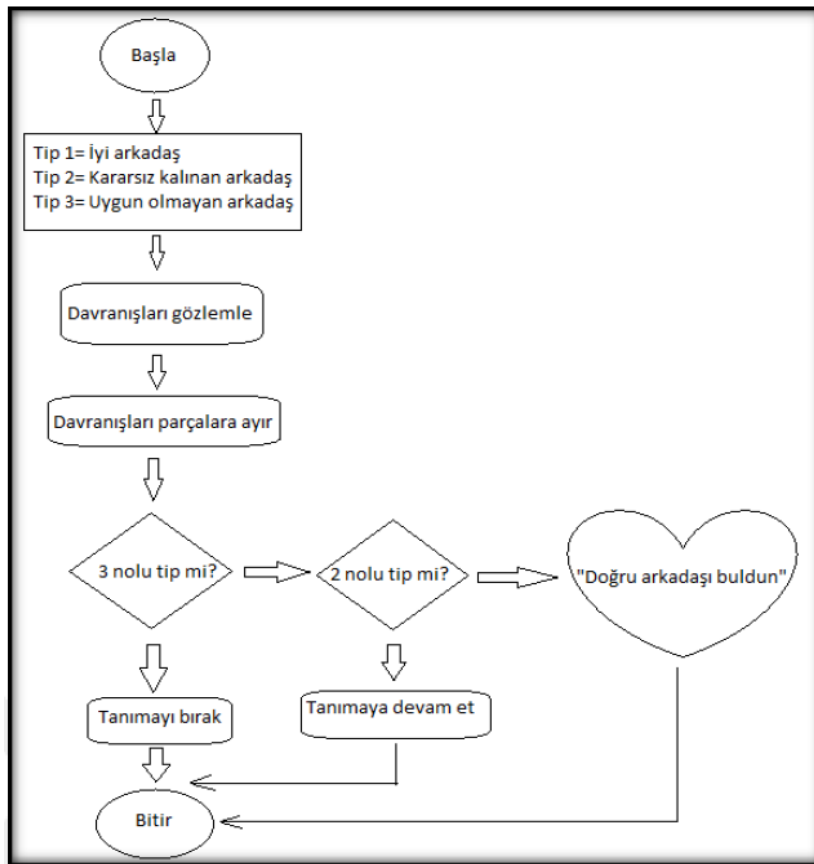 Başla
Tip 1= İyi arkadaş
Tip 2= Kararsız kalınan arkadaş
Tip 3= Uygun olmayan arkadaş
Davranışları gözlemle
Davranışları parçalara ayır
3 nolu tip mi?
2 nolu tip mi?
"Doğru arkadaşı buldun"
Tanımayı bırak
Tanımaya devam et
Bitir